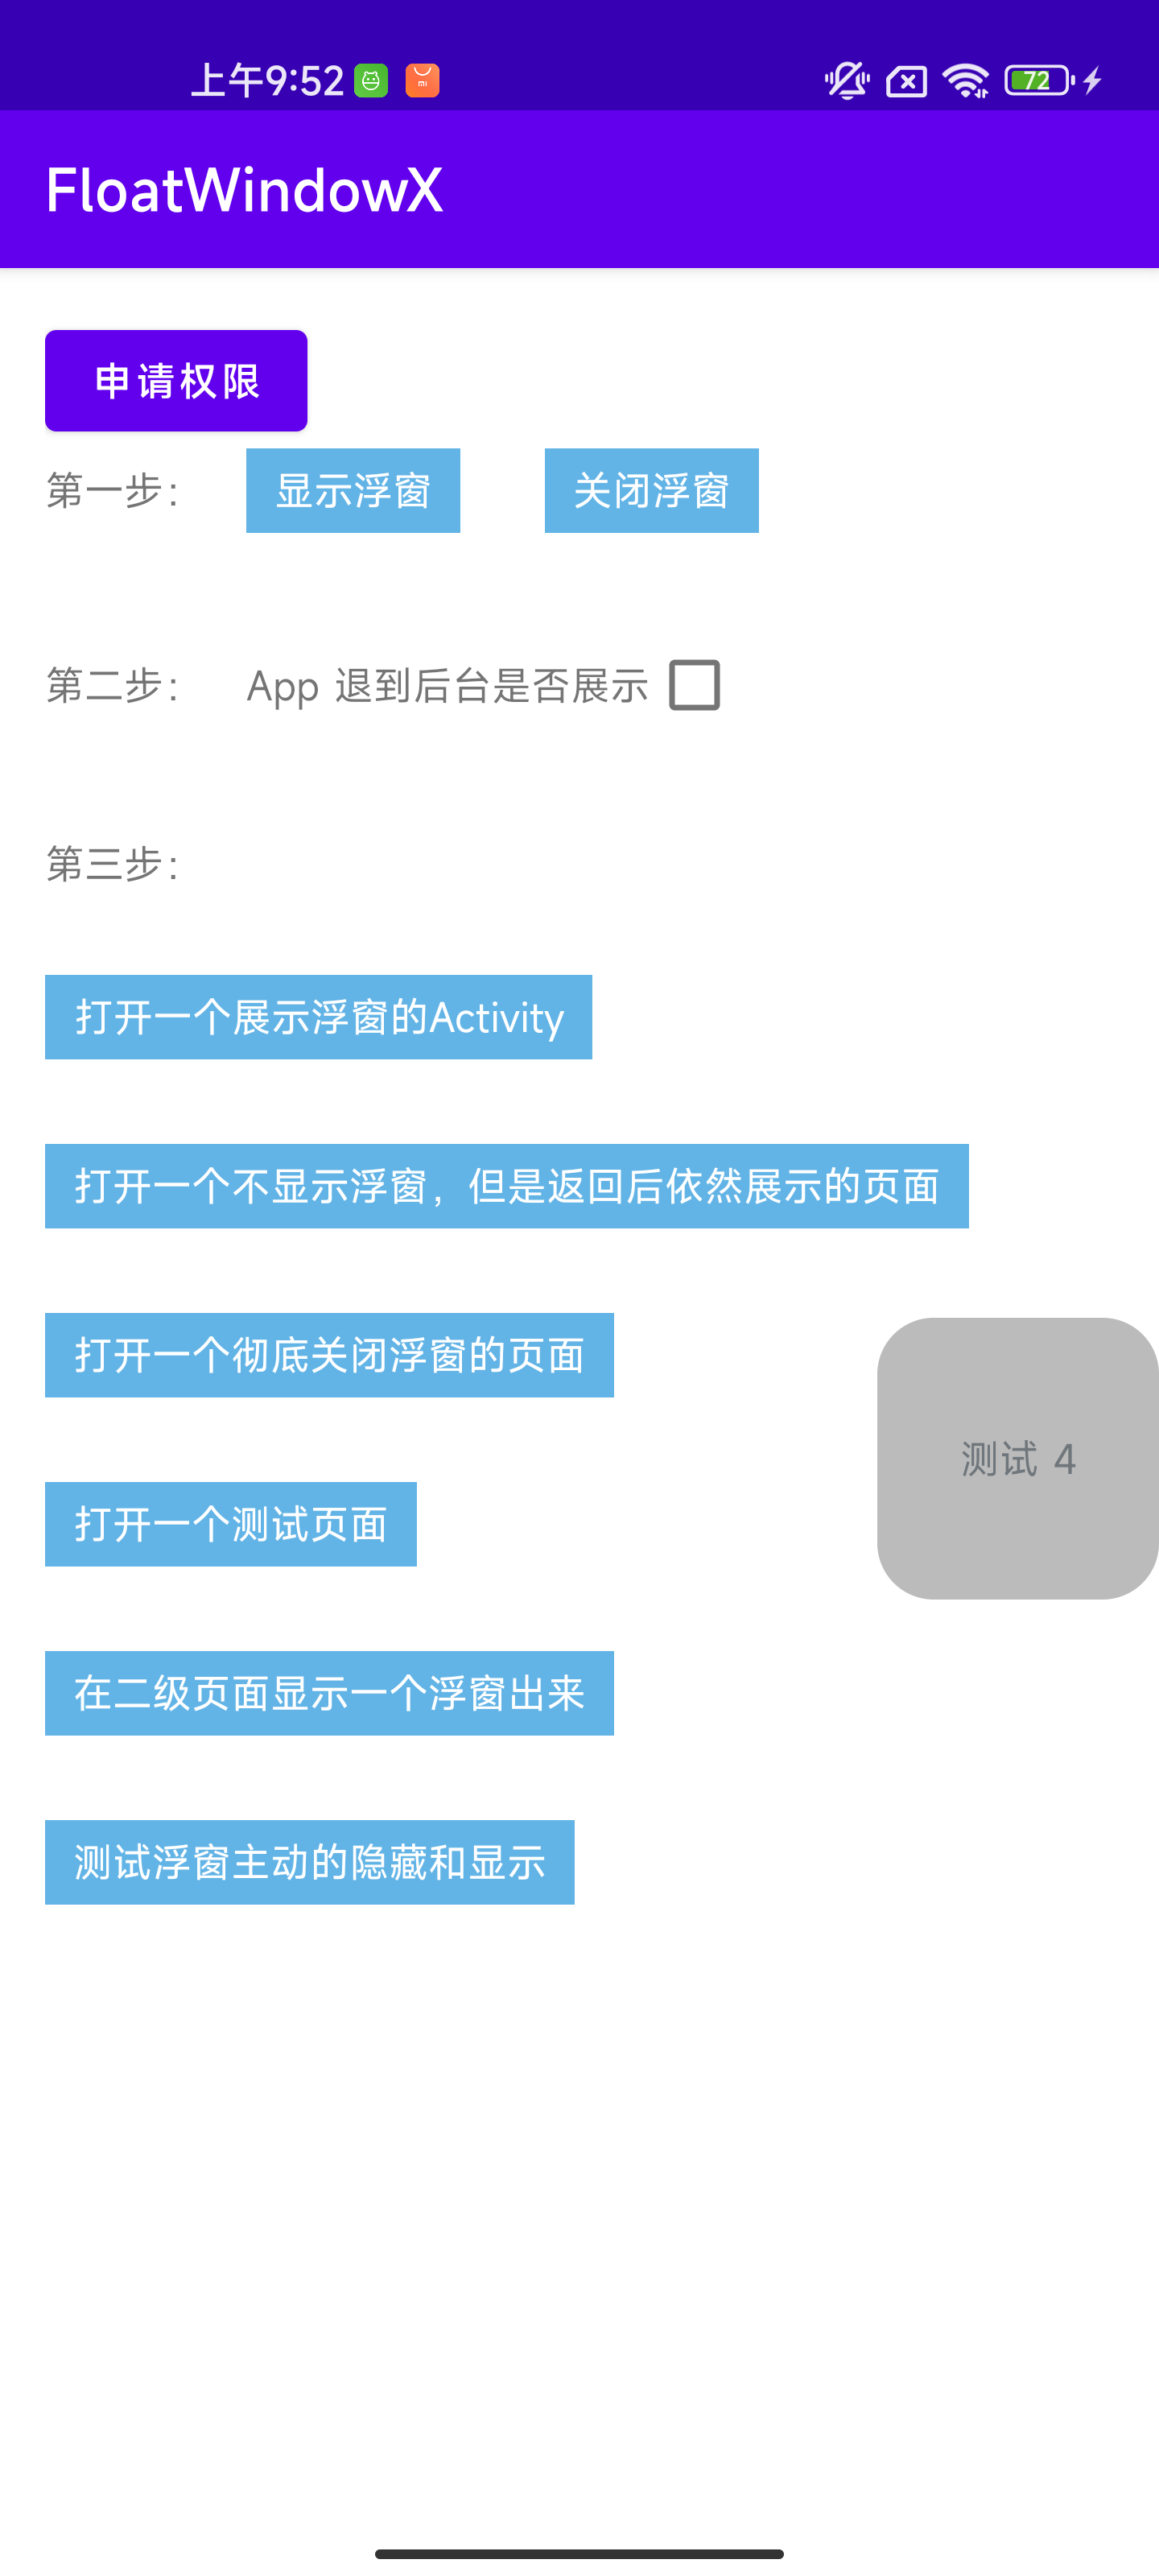 上午9:52
72
FloatWindowX
申请权限
第一步: 显示浮窗 关闭浮窗
第二步: App 退到后台是否展示
第三步:
打开一个展示浮窗的Activity
打开一个不显示浮窗，但是返回后依然展示的页面
打开一个彻底关闭浮窗的页面
测试 4
打开一个测试页面
在二级页面显示一个浮窗出来
测试浮窗主动的隐藏和显示